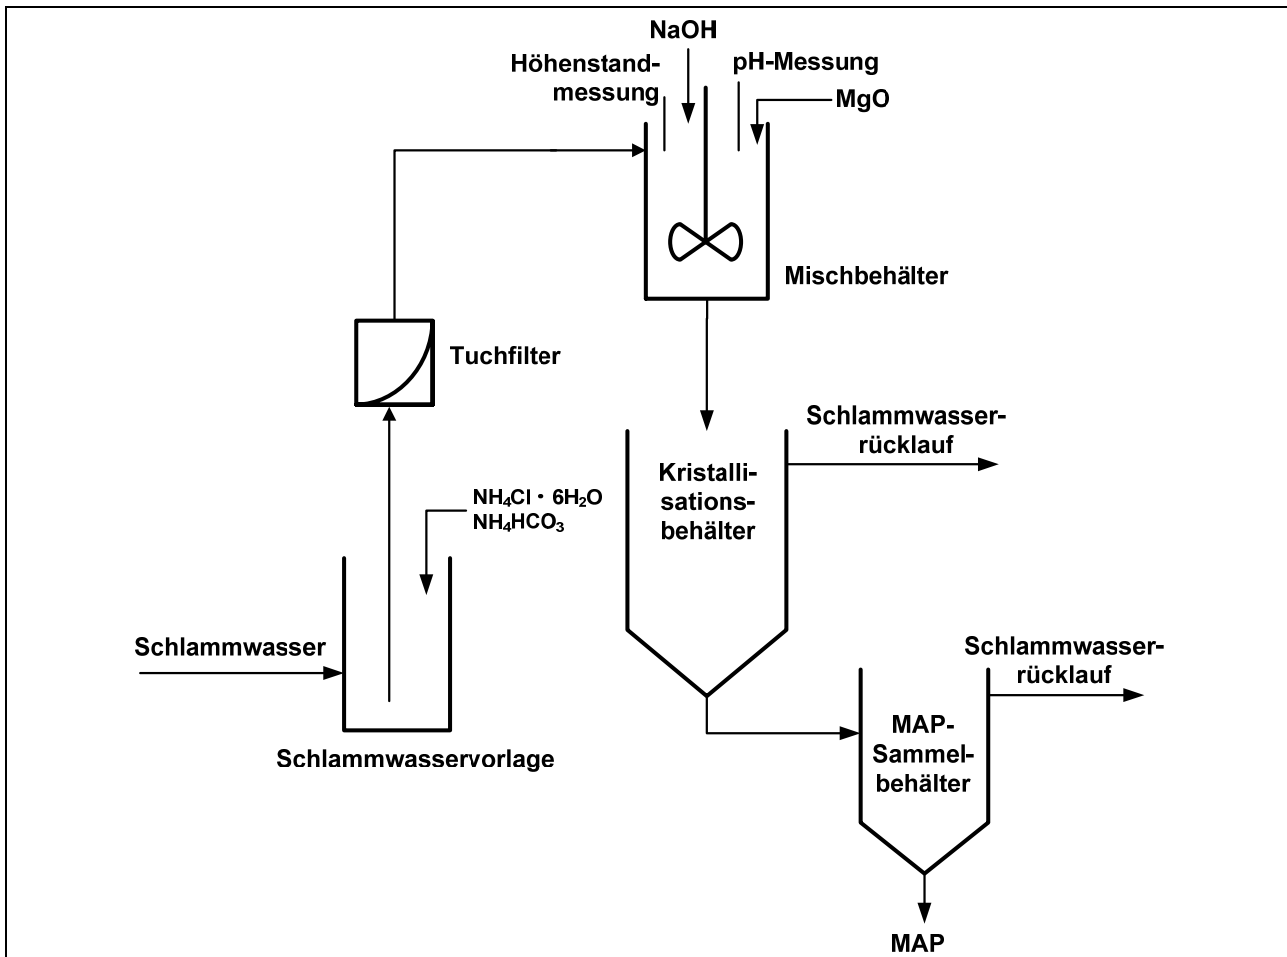 NaOH
Höhenstand-
messung
pH-Messung
MgO
Mischbehälter
Tuchfilter
Schlammwasser-
rücklauf
Kristalli-
sations-
behälter
NH₄Cl · 6H₂O
NH₄HCO₃
Schlammwasser
Schlammwasservorlage
Schlammwasser-
rücklauf
MAP-
Sammel-
behälter
MAP